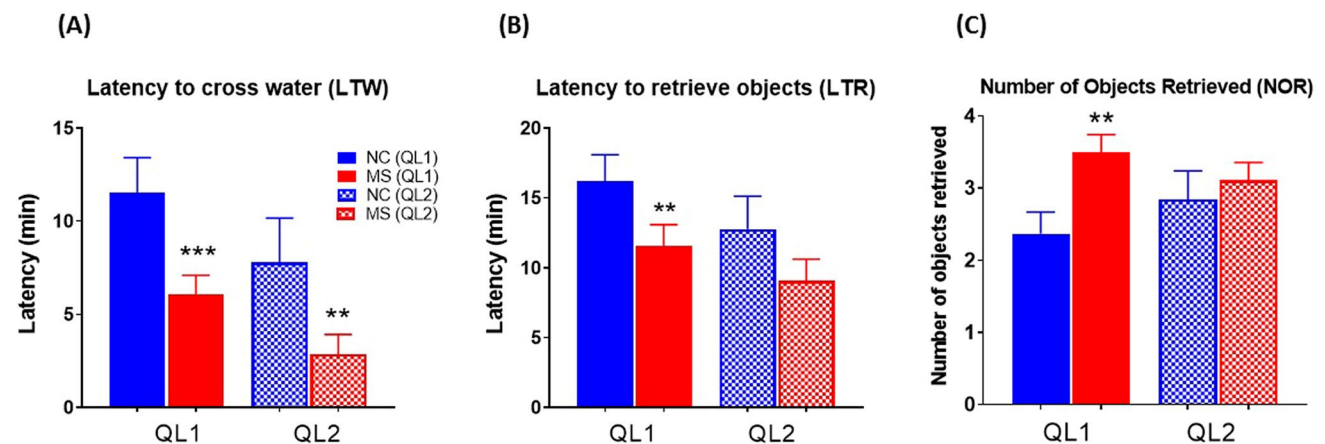 (A)
Latency to cross water (LTW)
Latency (min)
15
10
5
0
***
**
NC (QL1)
MS (QL1)
NC (QL2)
MS (QL2)
QL1 QL2
(B)
Latency to retrieve objects (LTR)
Latency (min)
20
15
10
5
0
**
QL1 QL2
(C)
Number of Objects Retrieved (NOR)
Number of objects retrieved
4
3
2
1
0
**
QL1 QL2